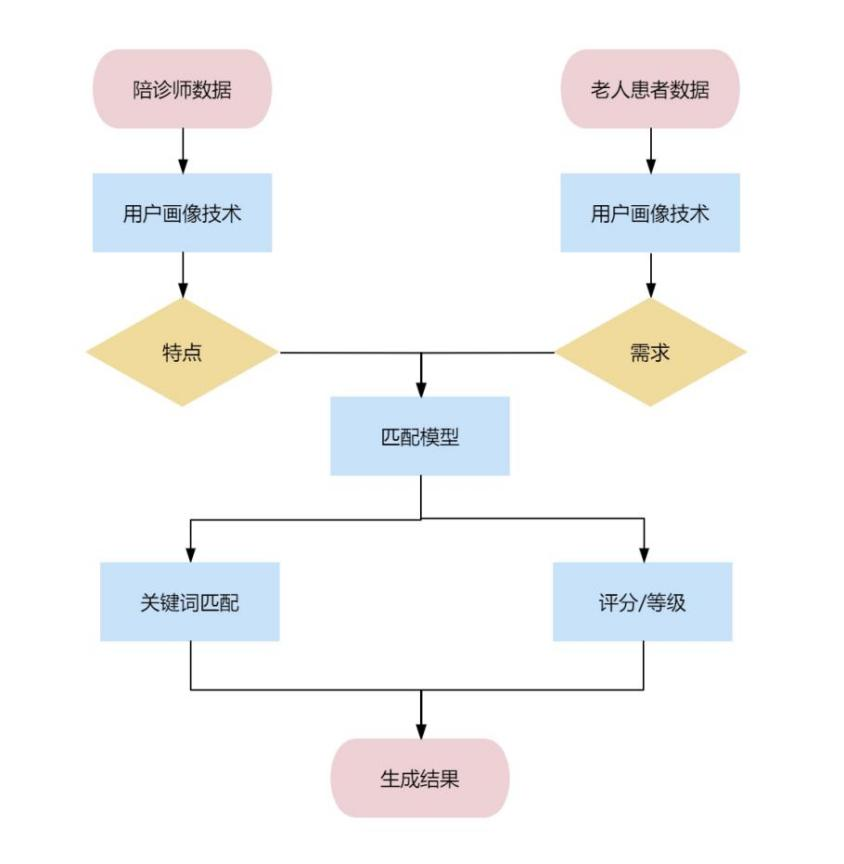 陪诊师数据
老人患者数据
用户画像技术
用户画像技术
特点
需求
匹配模型
关键词匹配
评分/等级
生成结果